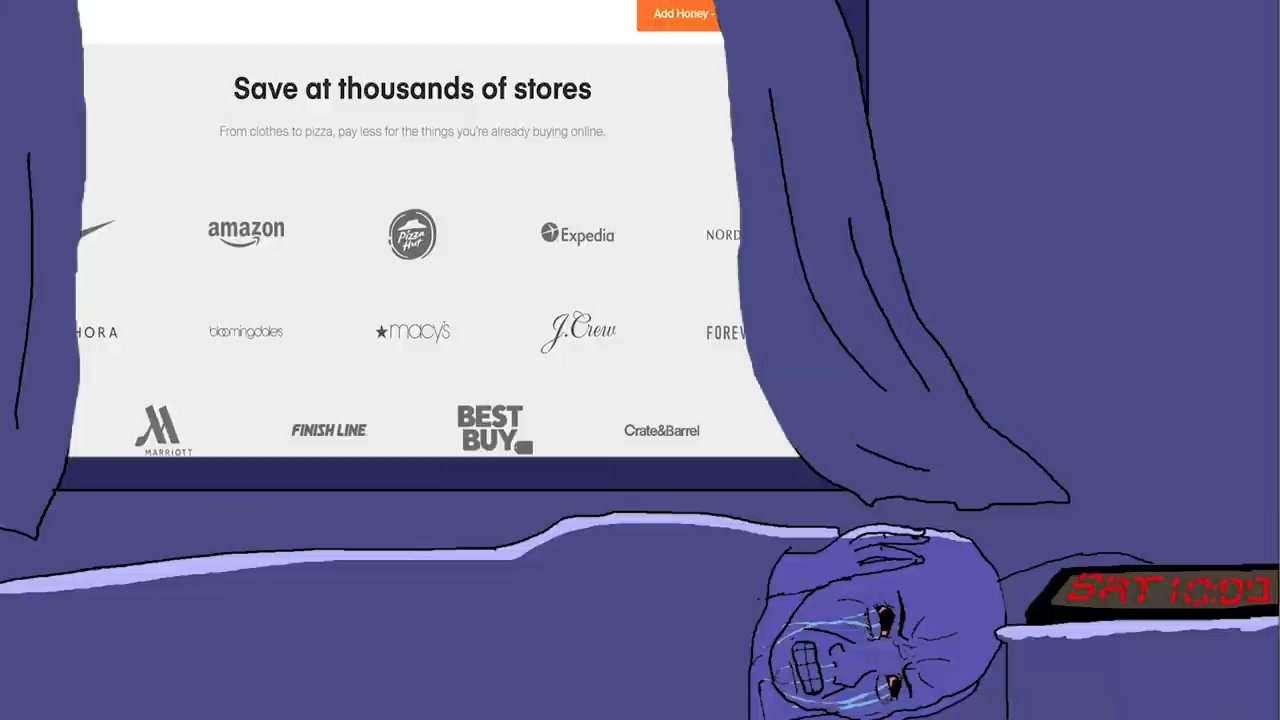 Add Honey -
Save at thousands of stores
From clothes to pizza, pay less for the things you're already buying online.
amazon
Pizza
Hut
Expedia
NORD
HORA
bloomingdale's
★macy's
J.Crew
FOREV
MARRIOTT
FINISH LINE
BEST
BUY
Crate&Barrel
SAT 10:00